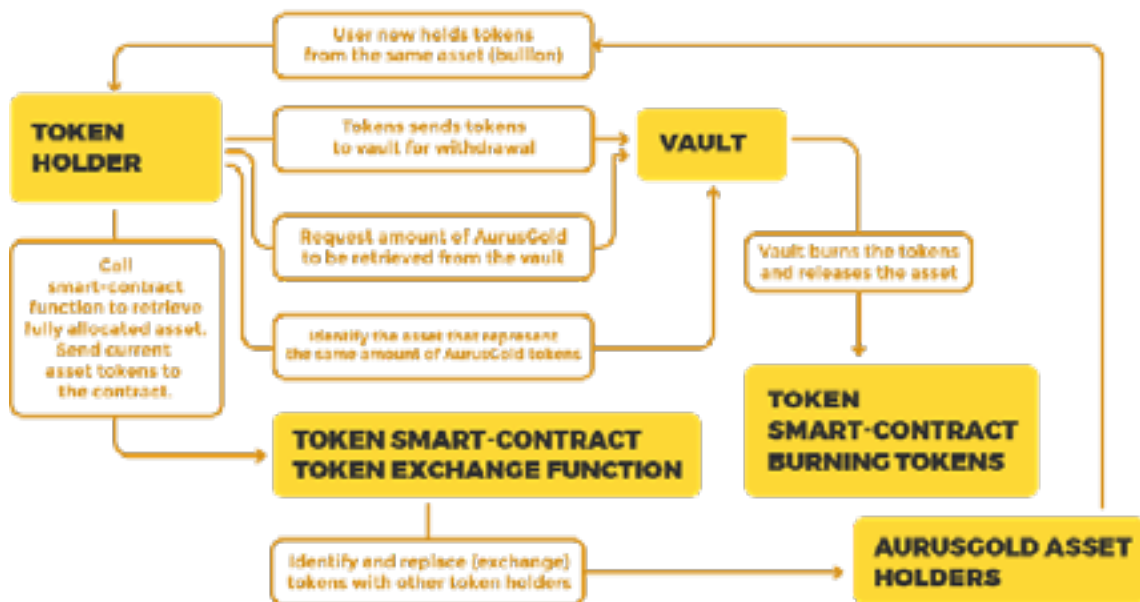 User now holds tokens
from the same asset (bullion)
TOKEN
HOLDER
Tokens sends tokens
to vault for withdrawal
VAULT
Request amount of AurusGold
to be retrieved from the vault
Vault burns the tokens
and releases the asset
Call
smart-contract
function to retrieve
fully allocated asset.
Send current
asset tokens to
the contract.
Identify the asset that represent
the same amount of AurusGold tokens
TOKEN
SMART-CONTRACT
BURNING TOKENS
TOKEN SMART-CONTRACT
TOKEN EXCHANGE FUNCTION
Identify and replace (exchange)
tokens with other token holders
AURUSGOLD ASSET
HOLDERS